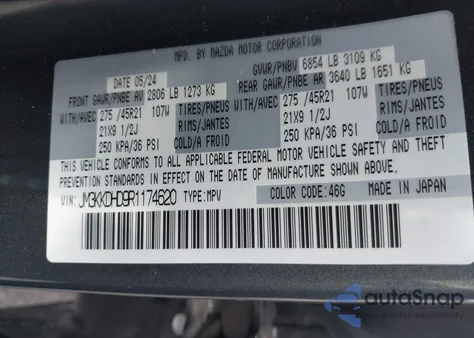 MFD. BY MAZDA MOTOR CORPORATION
DATE 05/24 GVWR/PNBV 6854 LB 3109 KG
FRONT GAWR/PNBE AV 2806 LB 1273 KG REAR GAWR/PNBE AR 3640 LB 1651 KG
WITH/AVEC 275 /45R21 107W TIRES/PNEUS WITH/AVEC 275 /45R21 107W TIRES/PNEUS
21X9 1/2J RIMS/JANTES 21X9 1/2J RIMS/JANTES
250 KPA/36 PSI COLD/A FROID 250 KPA/36 PSI COLD/A FROID
THIS VEHICLE CONFORMS TO ALL APPLICABLE FEDERAL MOTOR VEHICLE SAFETY AND THEFT
PREVENTION STANDARDS IN EFFECT ON THE DATE OF MANUFACTURE SHOWN ABOVE.
VIN: JM3KKDHD9R1174620 TYPE: MPV COLOR CODE: 46G MADE IN JAPAN
autoSnap